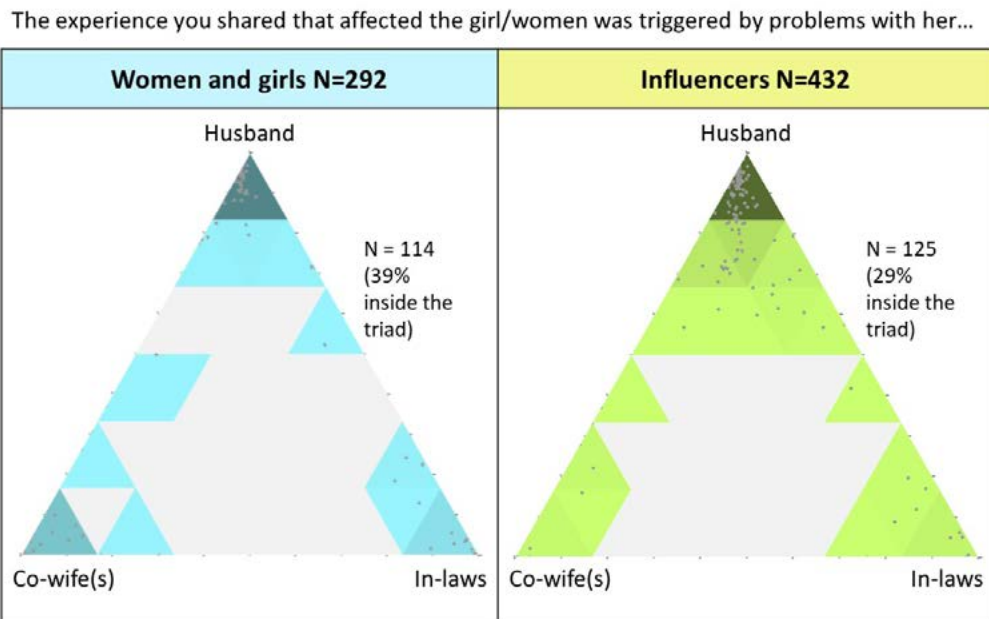 The experience you shared that affected the girl/women was triggered by problems with her...
Women and girls N=292
Influencers N=432
Husband
N = 114
(39%
inside the
triad)
Co-wife(s)
In-laws
Husband
N = 125
(29%
inside the
triad)
Co-wife(s)
In-laws